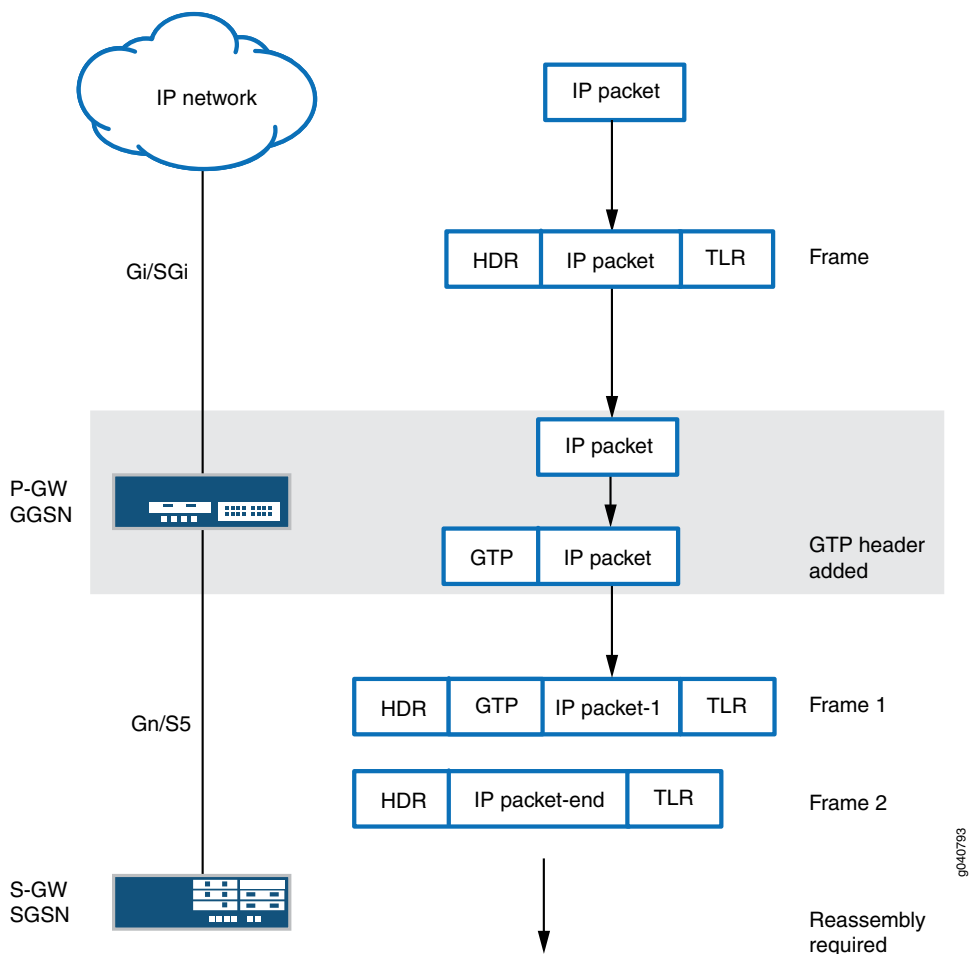 IP network
IP packet
Gi/SGi
HDR IP packet TLR Frame
IP packet
P-GW
GGSN
GTP IP packet
GTP header
added
HDR GTP IP packet-1 TLR Frame 1
Gn/S5
HDR IP packet-end TLR Frame 2
g040793
S-GW
SGSN
Reassembly
required